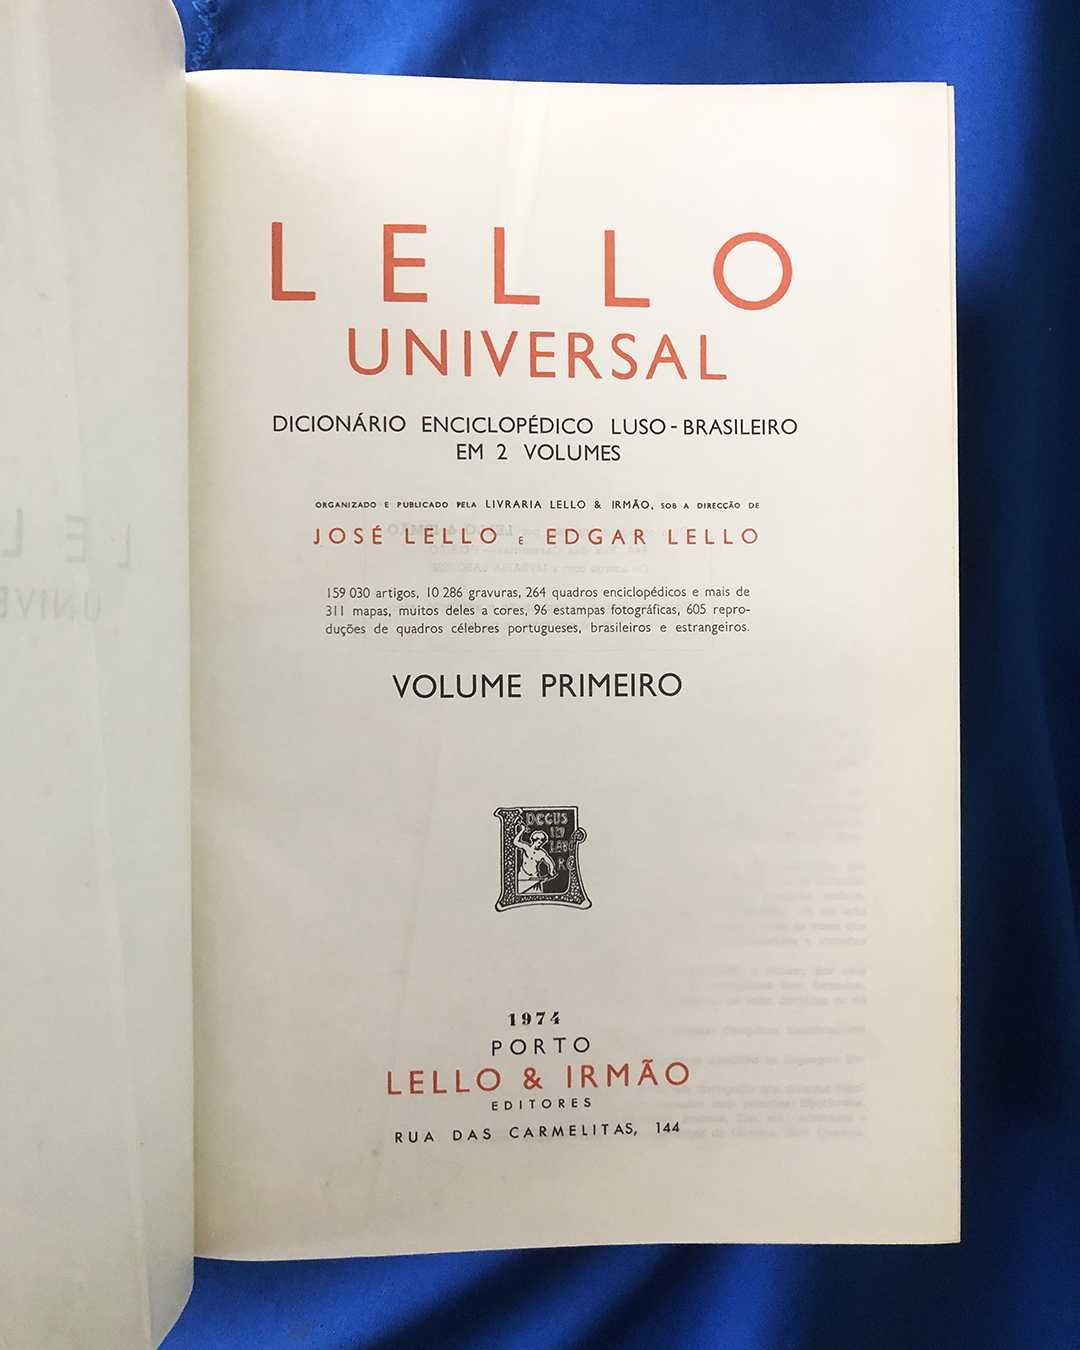 LELLO
UNIVERSAL
DICIONÁRIO ENCICLOPÉDICO LUSO-BRASILEIRO
EM 2 VOLUMES
ORGANIZADO E PUBLICADO PELA LIVRARIA LELLO & IRMÃO, SOB A DIRECÇÃO DE
JOSÉ LELLO E EDGAR LELLO
159 030 artigos, 10 286 gravuras, 264 quadros enciclopédicos e mais de
311 mapas, muitos deles a cores, 96 estampas fotográficas, 605 repro-
duções de quadros célebres portugueses, brasileiros e estrangeiros.
VOLUME PRIMEIRO
DECUS
IN
LABO
RE
1974
PORTO
LELLO & IRMÃO
EDITORES
RUA DAS CARMELITAS, 144